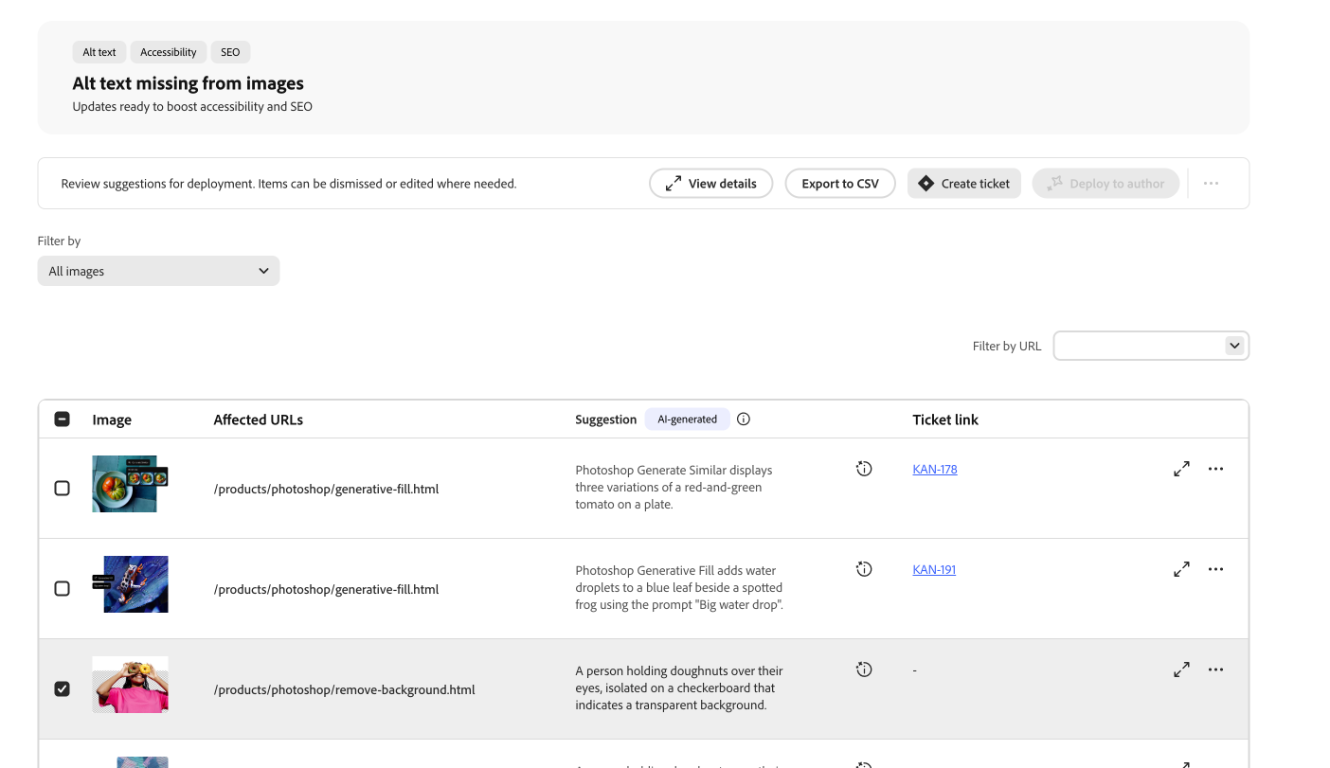 Alt text Accessibility SEO
Alt text missing from images
Updates ready to boost accessibility and SEO
Review suggestions for deployment. Items can be dismissed or edited where needed.
View details
Export to CSV
Create ticket
Deploy to author
Filter by
All images
Filter by URL
Image
Affected URLs
Suggestion AI-generated
Ticket link
/products/photoshop/generative-fill.html
Photoshop Generate Similar displays
three variations of a red-and-green
tomato on a plate.
KAN-178
/products/photoshop/generative-fill.html
Photoshop Generative Fill adds water
droplets to a blue leaf beside a spotted
frog using the prompt "Big water drop".
KAN-191
/products/photoshop/remove-background.html
A person holding doughnuts over their
eyes, isolated on a checkerboard that
indicates a transparent background.
-